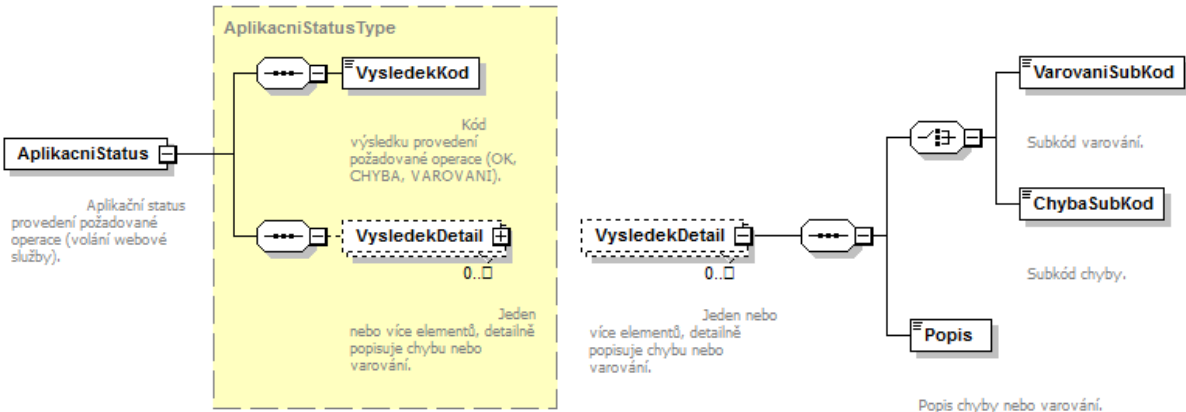 AplikacniStatusType
VysledekKod
Kód
výsledku provedení
požadované operace (OK,
CHYBA, VAROVANI).
AplikacniStatus
Aplikační status
provedení požadované
operace (volání webové
služby).
VysledekDetail
0..□
Jeden
nebo více elementů, detailně
popisuje chybu nebo
varování.
VysledekDetail
0..□
Jeden nebo
více elementů, detailně
popisuje chybu nebo
varování.
VarovaniSubKod
Subkód varování.
ChybaSubKod
Subkód chyby.
Popis
Popis chyby nebo varování.